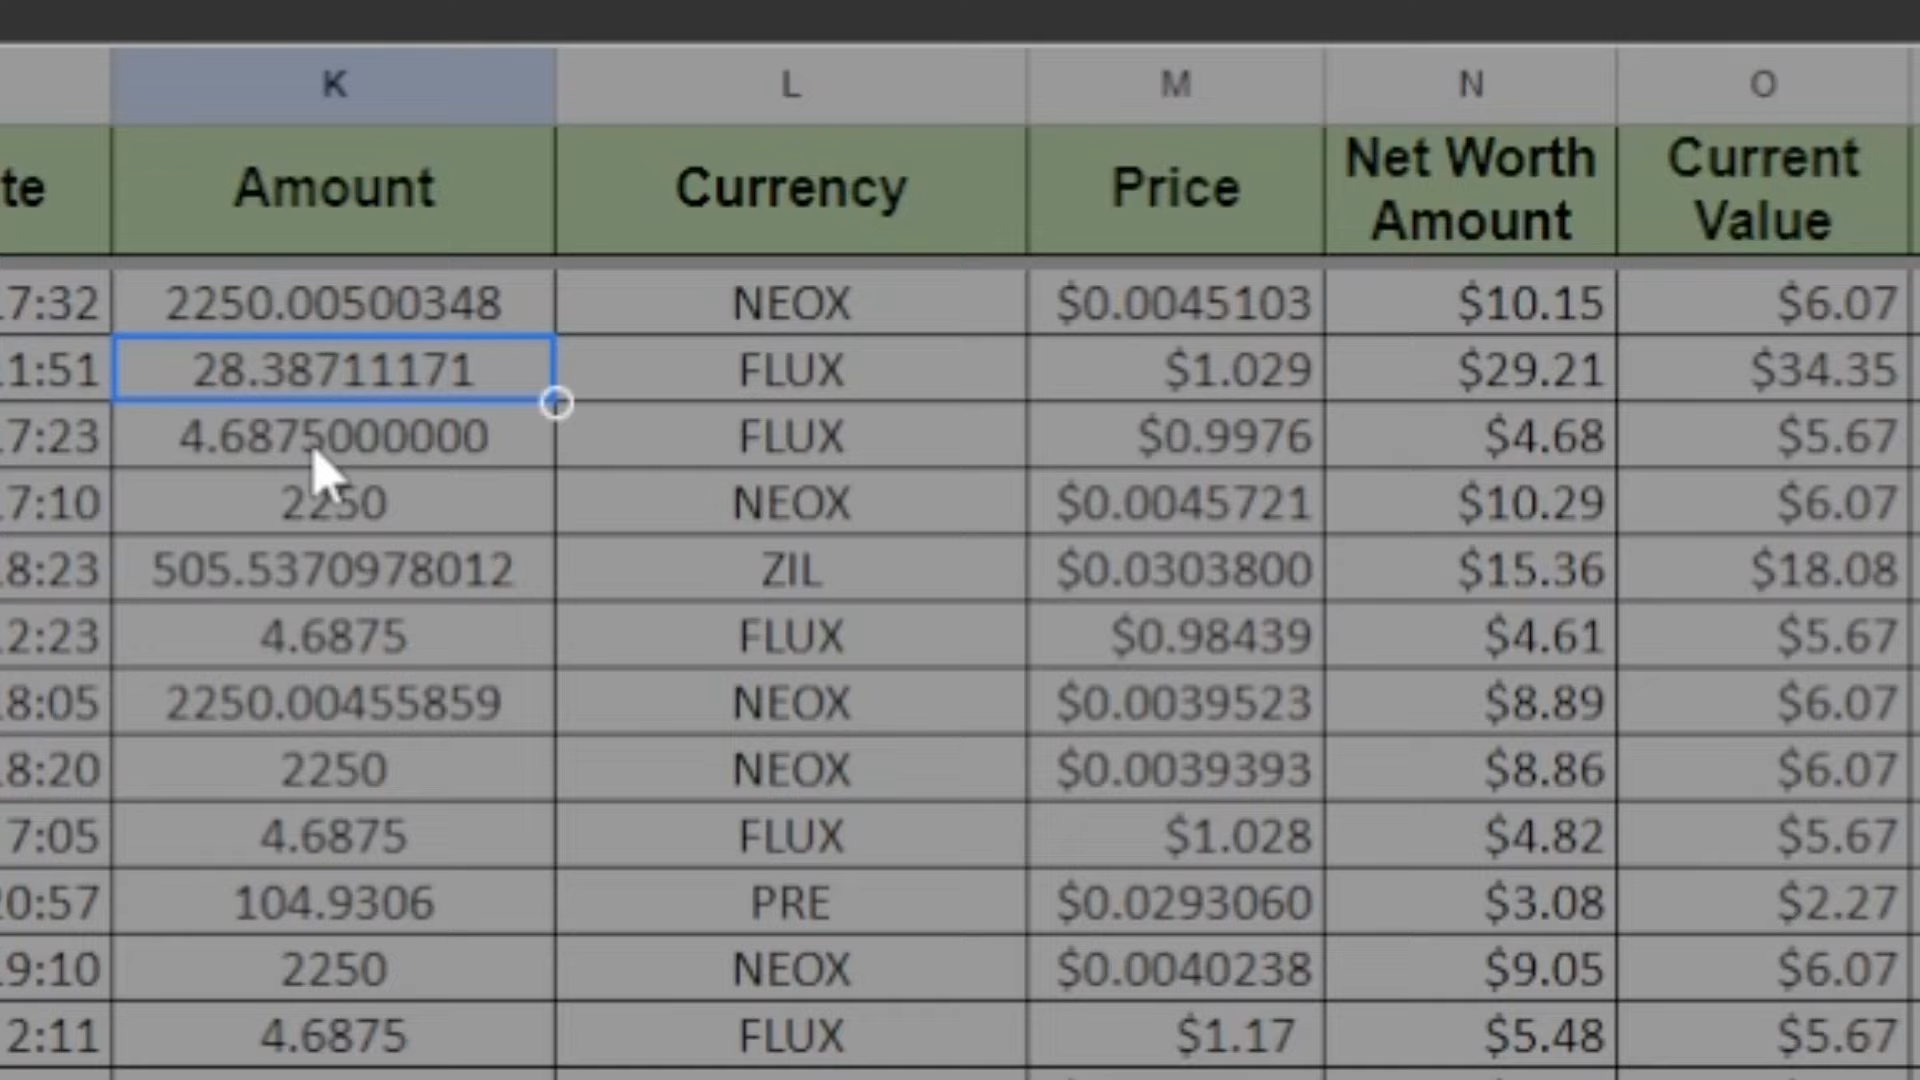 K L M N O
te Amount Currency Price Net Worth Amount Current Value
7:32 2250.00500348 NEOX $0.0045103 $10.15 $6.07
1:51 28.38711171 FLUX $1.029 $29.21 $34.35
7:23 4.6875000000 FLUX $0.9976 $4.68 $5.67
7:10 2250 NEOX $0.0045721 $10.29 $6.07
8:23 505.5370978012 ZIL $0.0303800 $15.36 $18.08
2:23 4.6875 FLUX $0.98439 $4.61 $5.67
8:05 2250.00455859 NEOX $0.0039523 $8.89 $6.07
8:20 2250 NEOX $0.0039393 $8.86 $6.07
7:05 4.6875 FLUX $1.028 $4.82 $5.67
0:57 104.9306 PRE $0.0293060 $3.08 $2.27
9:10 2250 NEOX $0.0040238 $9.05 $6.07
2:11 4.6875 FLUX $1.17 $5.48 $5.67